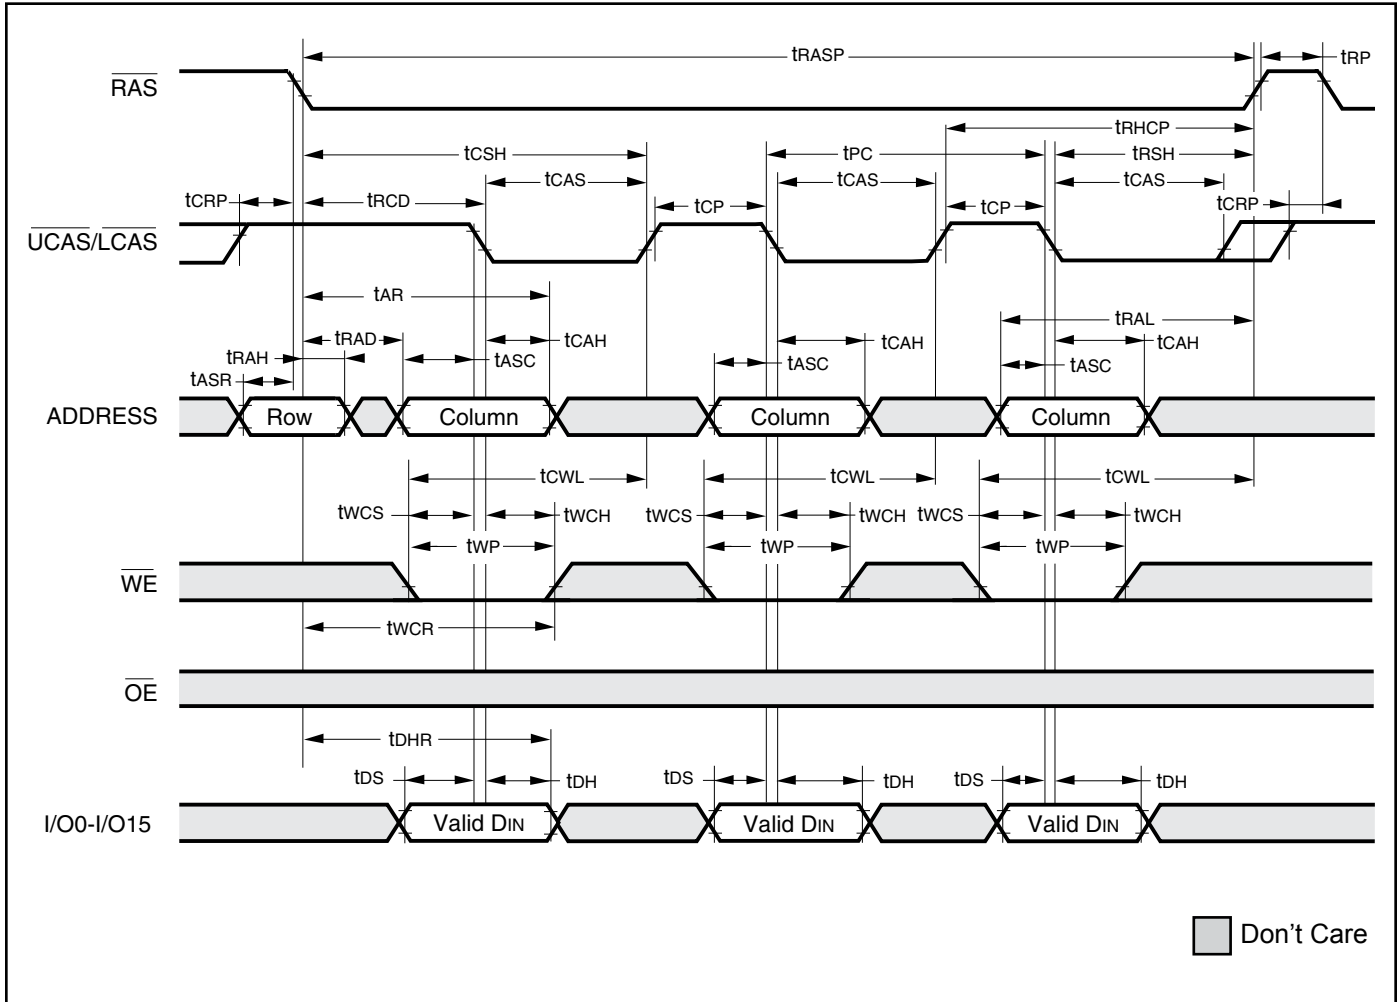 tRASP
tRP
RAS
tRHCP
tCSH
tPC
tRSH
tCAS
tCAS
tCAS
tCRP
tRCD
tCP
tCP
tCRP
UCAS/LCAS
tAR
tRAL
tRAD
tCAH
tCAH
tCAH
tRAH
tASC
tASC
tASC
tASR
ADDRESS
Row
Column
Column
Column
tCWL
tCWL
tCWL
tWCS
tWCH
tWCS
tWCH
tWCS
tWCH
tWP
tWP
tWP
WE
tWCR
OE
tDHR
tDS
tDH
tDS
tDH
tDS
tDH
I/O0-I/O15
Valid DIN
Valid DIN
Valid DIN
Don't Care